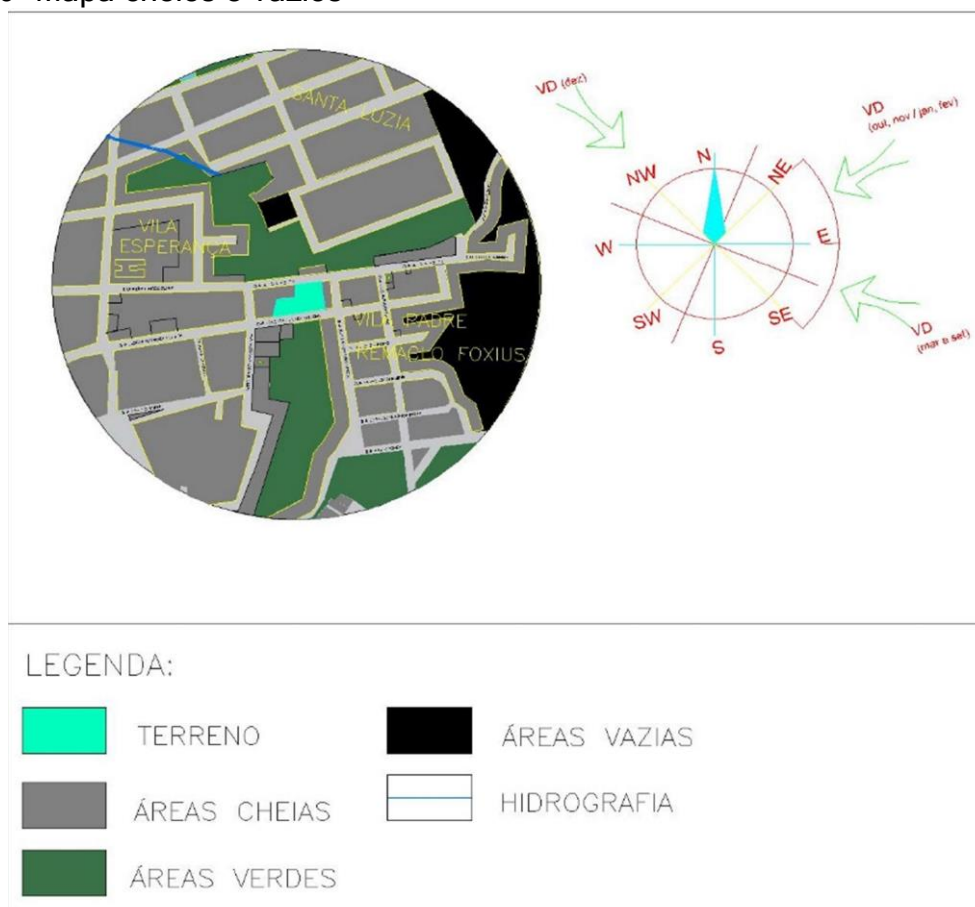 Mapa cheios e vazios
SANTA LUZIA
VILA
ESPERANÇA
VILA PADRE
REMACLO FOXIUS
VD (dez)
VD
(out, nov / jan, fev)
N
NE
NW
E
W
SE
SW
S
VD
(mar a set)
LEGENDA:
TERRENO
ÁREAS CHEIAS
ÁREAS VERDES
ÁREAS VAZIAS
HIDROGRAFIA